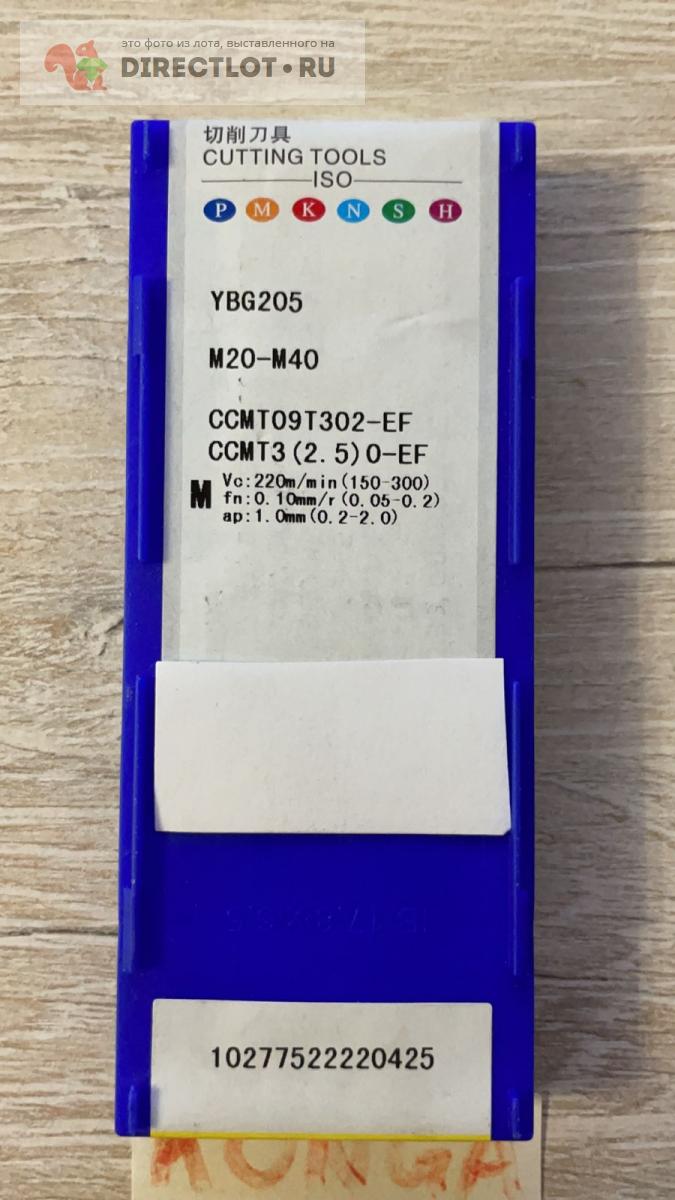 это фото из лота, выставленного на
DIRECTLOT•RU
切削刀具
CUTTING TOOLS
ISO
P M K N S H
YBG205
M20-M40
CCMT09T302-EF
CCMT3(2.5)0-EF
M
Vc:220m/min(150-300)
fn:0.10mm/r(0.05-0.2)
ap:1.0mm(0.2-2.0)
10277522220425